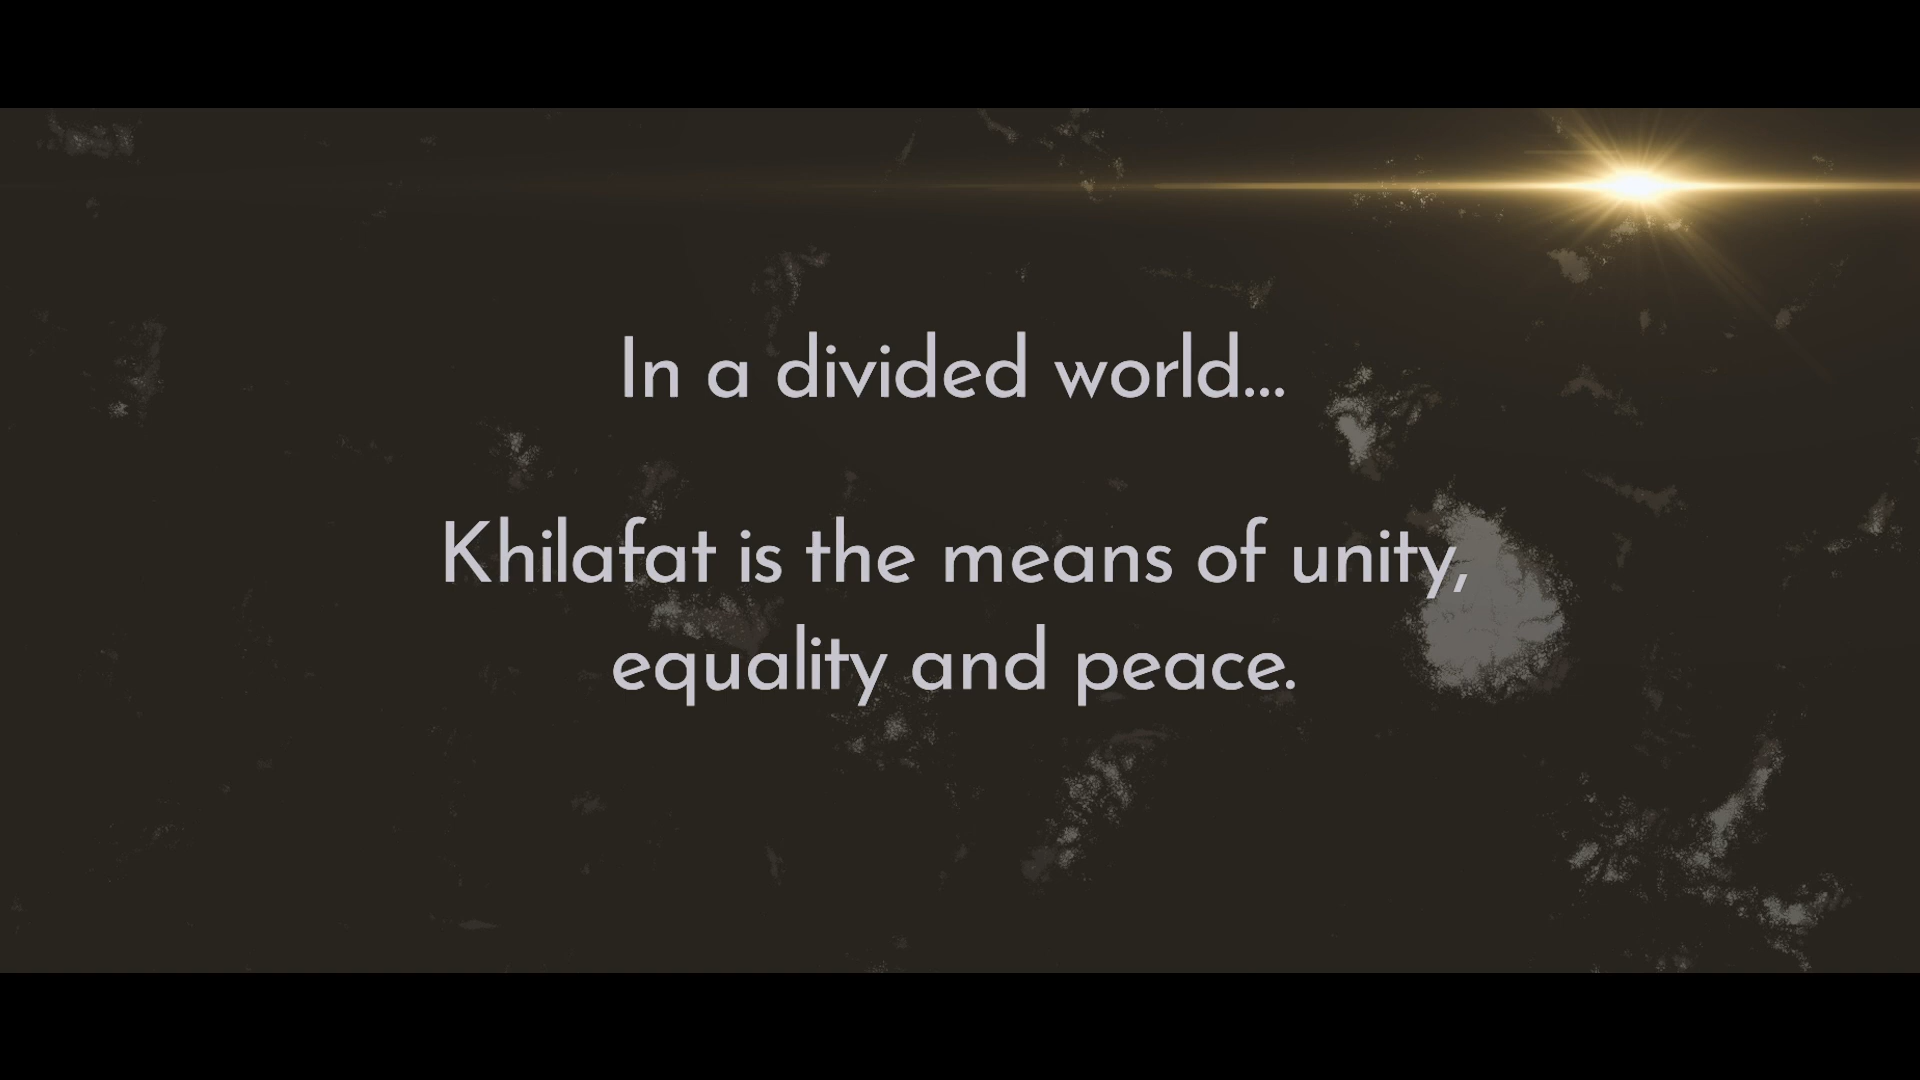 In a divided world...
Khilafat is the means of unity,
equality and peace.